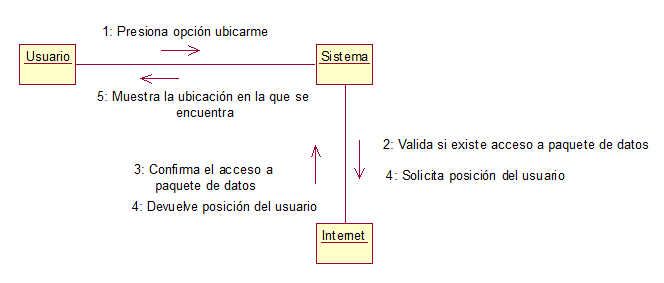 1: Presiona opción ubicarme
Usuario
Sistema
5: Muestra la ubicación en la que se
encuentra
2: Valida si existe acceso a paquete de datos
3: Confirma el acceso a
paquete de datos
4: Solicita posición del usuario
4: Devuelve posición del usuario
Internet